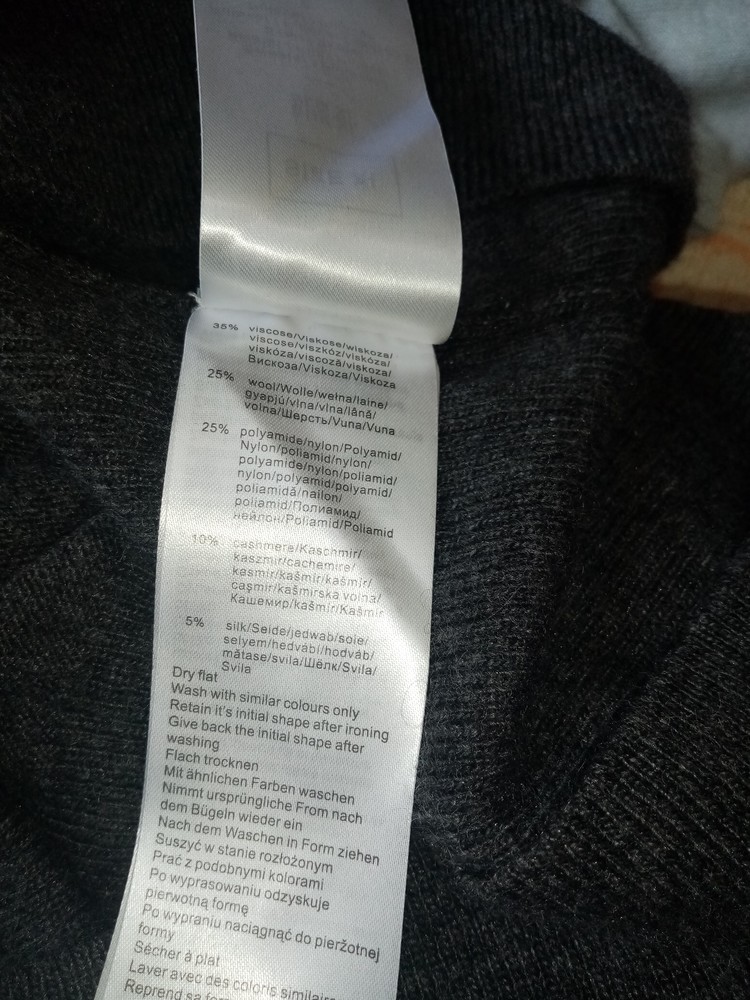 35% viscose/Viskose/wiskoza/
viscose/viszkóz/viskóza/
viskóza/viscoză/viskoza/
Вискоза/Viskoza/Viskoza
25% wool/Wolle/wełna/laine/
gyapjú/vlna/vlna/lână/
volna/Шерсть/Vuna/Vuna
25% polyamide/nylon/Polyamid/
Nylon/poliamid/nylon/
polyamide/nylon/poliamid/
nylon/polyamid/polyamid/
poliamidă/nailon/
poliamid/Полиамид/
нейлон/Poliamid/Poliamid
10% cashmere/Kaschmir/
kaszmir/cachemire/
kasmír/kašmír/kašmír/
caşmir/kašmirska volna/
Кашемир/kašmir/Kašmir
5% silk/Seide/jedwab/soie/
selyem/hedvábí/hodváb/
mătase/svila/Шёлк/Svila/
Svila
Dry flat
Wash with similar colours only
Retain it's initial shape after ironing
Give back the initial shape after
washing
Flach trocknen
Mit ähnlichen Farben waschen
Nimmt ursprüngliche From nach
dem Bügeln wieder ein
Nach dem Waschen in Form ziehen
Suszyć w stanie rozłożonym
Prać z podobnymi kolorami
Po wyprasowaniu odzyskuje
pierwotną formę
Po wypraniu naciągnąć do pierżotnej
formy
Sécher à plat
Laver avec des coloris similaire
Reprend sa